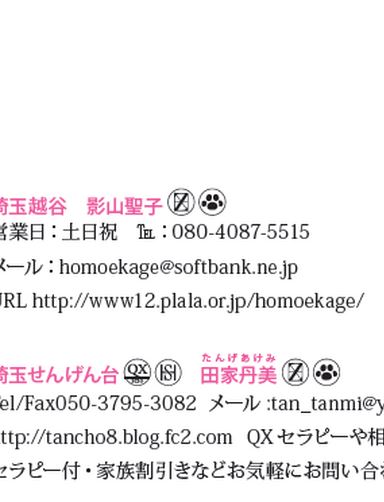 埼玉越谷　影山聖子
営業日：土日祝　℡：080-4087-5515
メール：homoekage@softbank.ne.jp
URL http://www12.plala.or.jp/homoekage/
たんげあけみ
埼玉せんげん台 QX HSH 田家丹美
Tel/Fax050-3795-3082 メール :tan_tanmi@y
http://tancho8.blog.fc2.com QX セラピーや相
セラピー付・家族割引きなどお気軽にお問い合わ